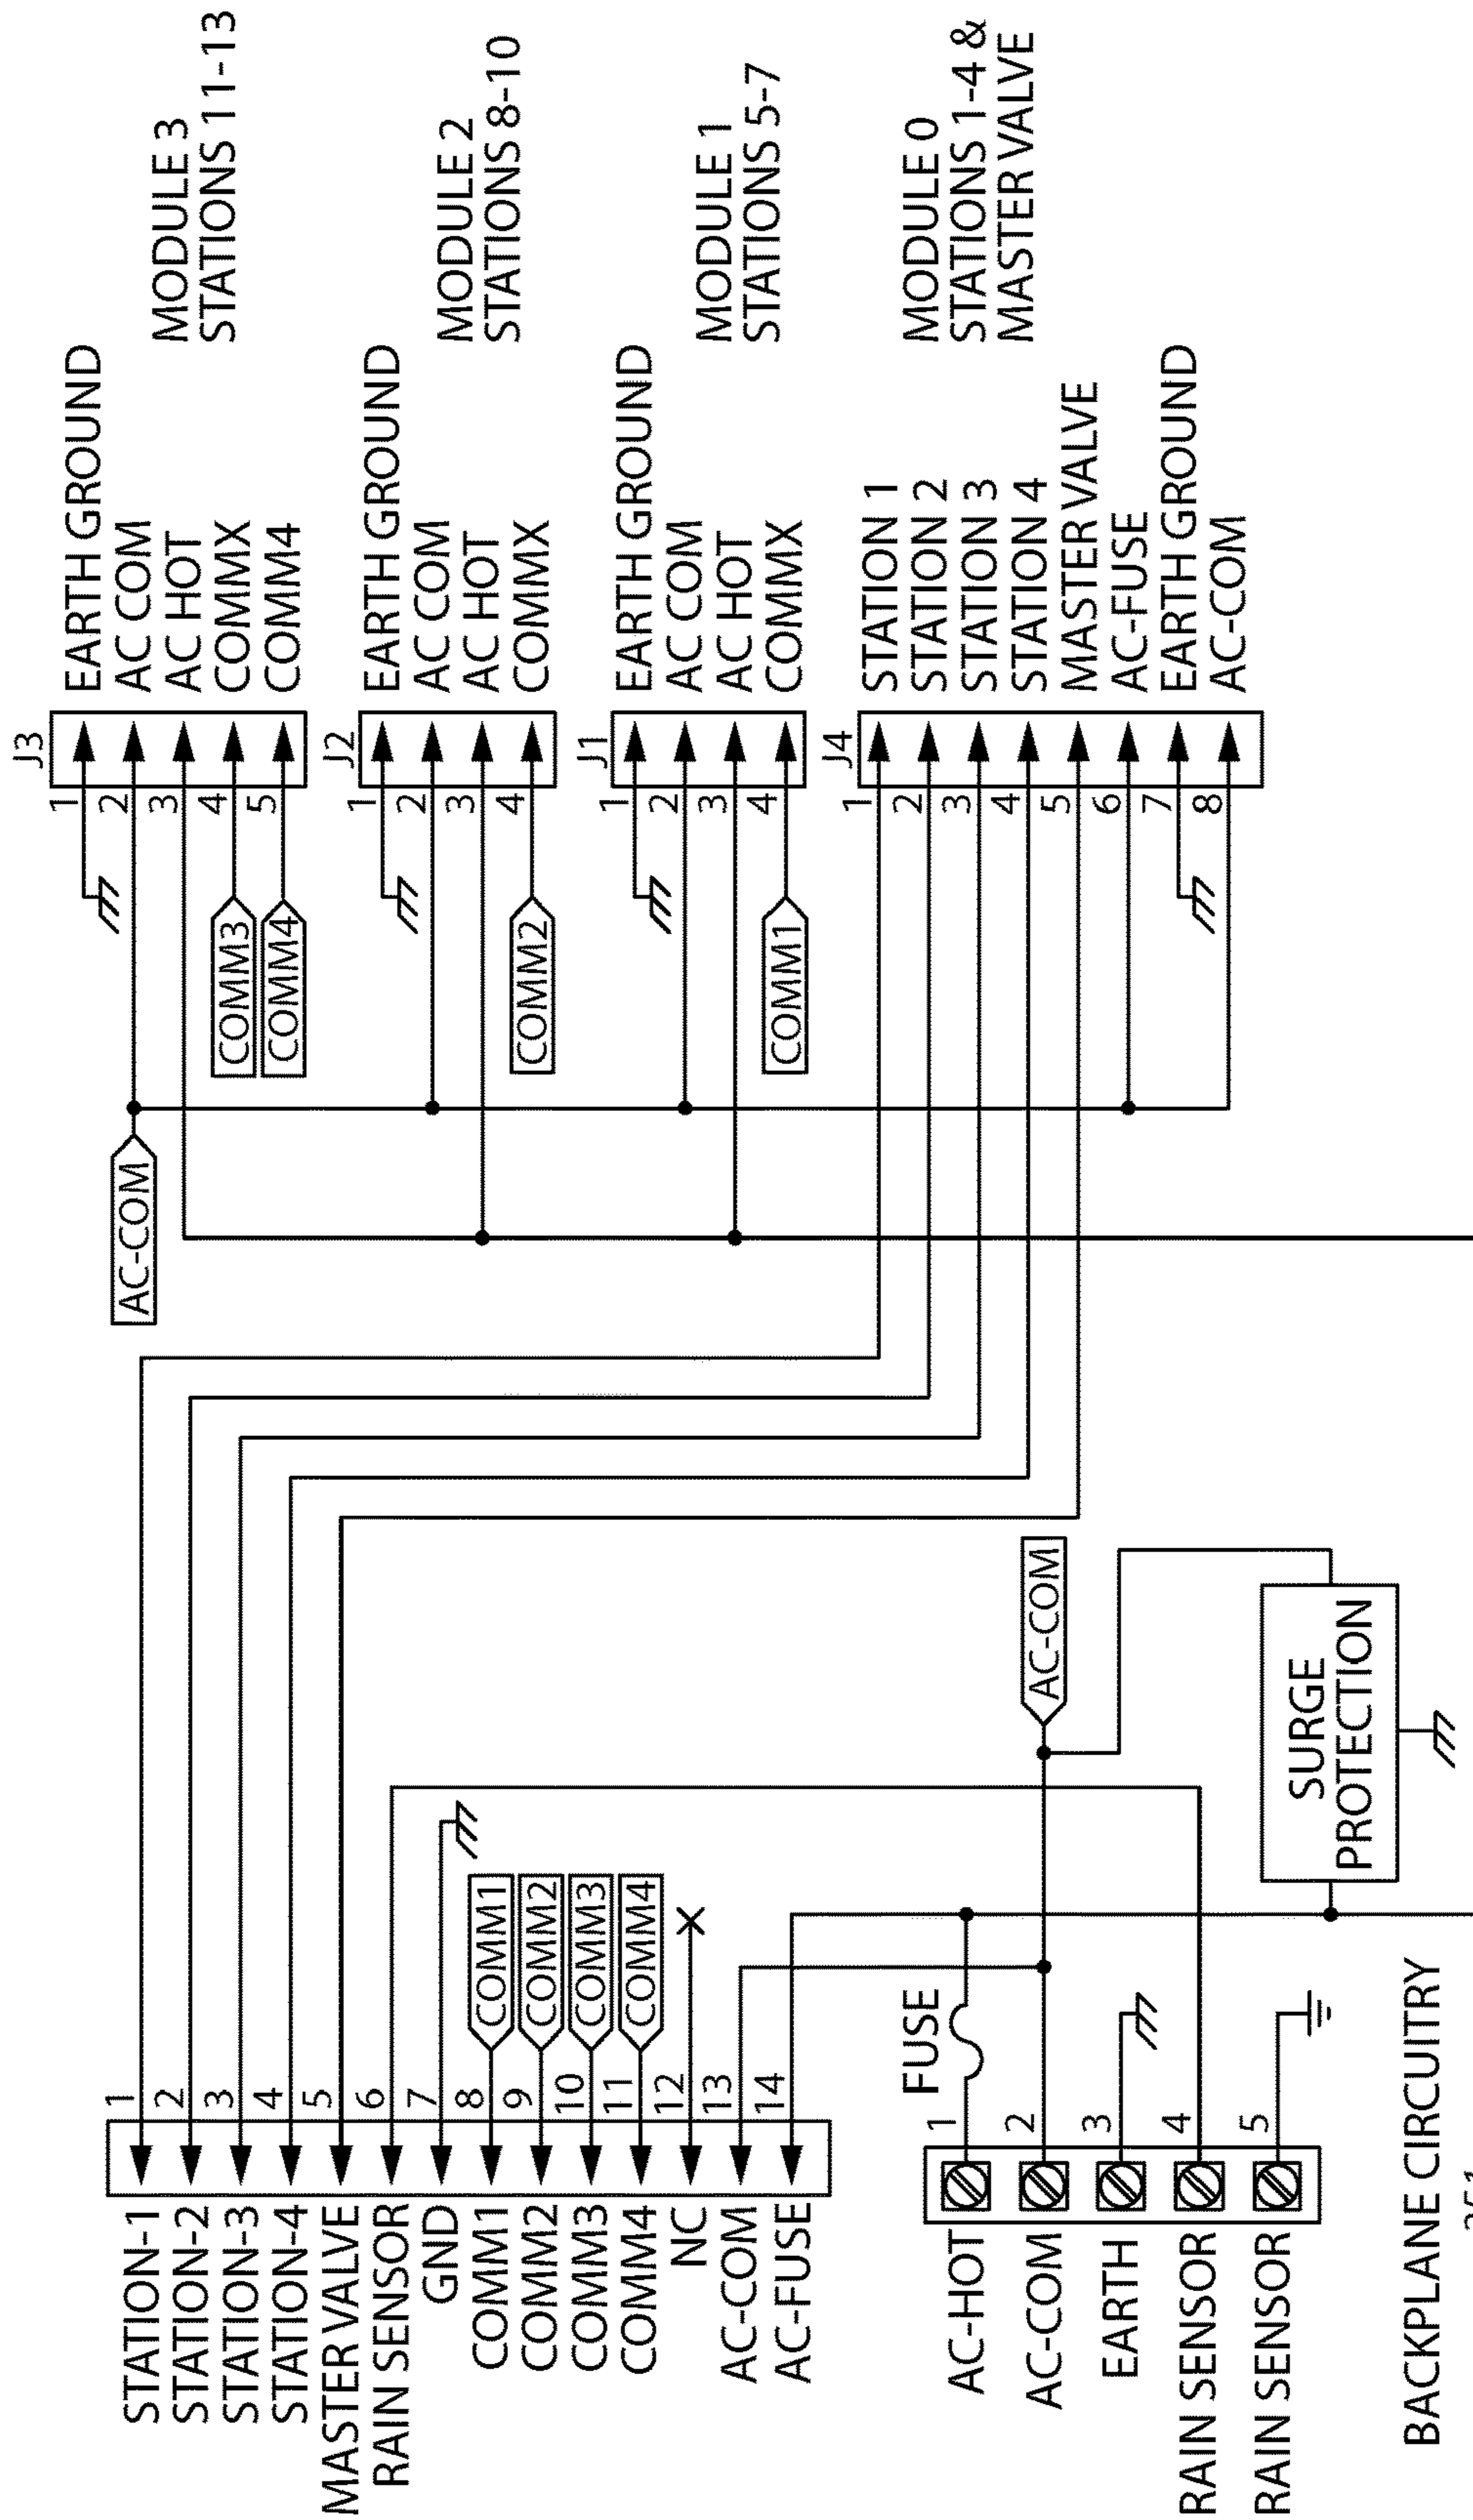 STATION-1
STATION-2
STATION-3
STATION-4
MASTER VALVE
RAIN SENSOR
GND
COMM1
COMM2
COMM3
COMM4
NC
AC-COM
AC-FUSE
1
2
3
4
5
6
7
8
9
10
11
12
13
14
COMM1
COMM2
COMM3
COMM4
AC-HOT
AC-COM
EARTH
RAIN SENSOR
RAIN SENSOR
1
2
3
4
5
FUSE
AC-COM
SURGE
PROTECTION
BACKPLANE CIRCUITRY
AC-COM
J3
1
2
3
4
5
COMM3
COMM4
EARTH GROUND
AC COM
AC HOT
COMMX
COMM4
MODULE 3
STATIONS 11-13
J2
1
2
3
4
COMM2
EARTH GROUND
AC COM
AC HOT
COMMX
MODULE 2
STATIONS 8-10
J1
1
2
3
4
COMM1
EARTH GROUND
AC COM
AC HOT
COMMX
MODULE 1
STATIONS 5-7
J4
1
2
3
4
5
6
7
8
STATION 1
STATION 2
STATION 3
STATION 4
MASTER VALVE
AC-FUSE
EARTH GROUND
AC-COM
MODULE 0
STATIONS 1-4 &
MASTER VALVE